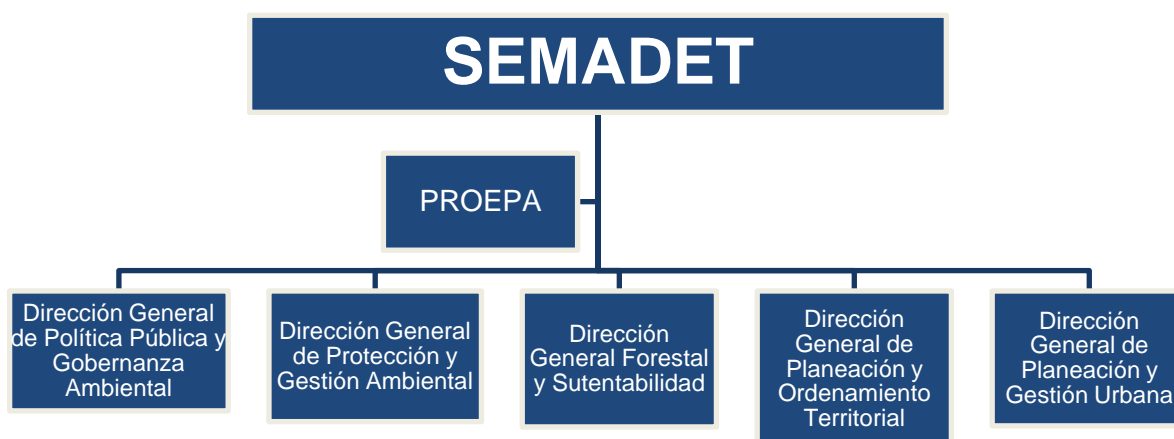 SEMADET
PROEPA
Dirección General
de Política Pública y
Gobernanza
Ambiental
Dirección General
de Protección y
Gestión Ambiental
Dirección
General Forestal
y Sutentabilidad
Dirección
General de
Planeación y
Ordenamiento
Territorial
Dirección
General de
Planeación y
Gestión Urbana